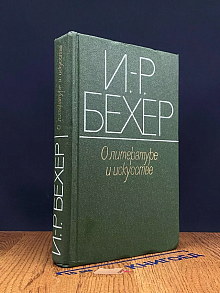 И.-Р.
БЕХЕР
О литературе
и искусстве
И.-Р. БЕХЕР
О литературе и искусстве